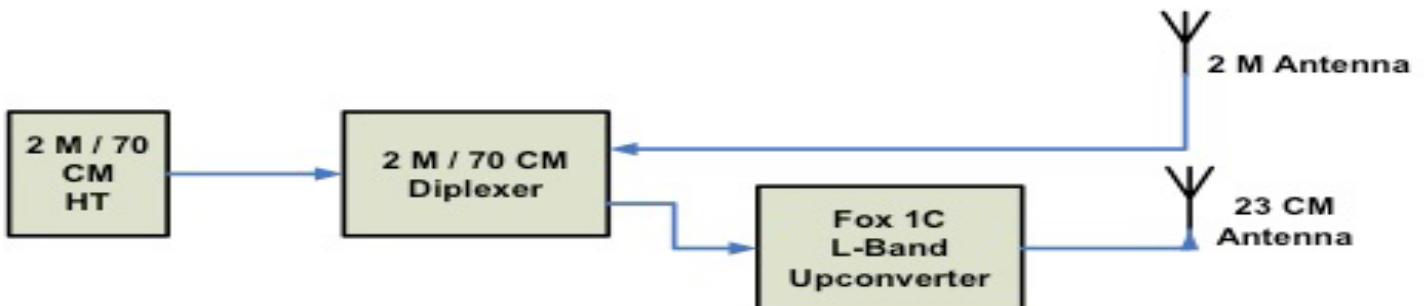 2 M Antenna
2 M / 70
CM
HT
2 M / 70 CM
Diplexer
Fox 1C
L-Band
Upconverter
23 CM
Antenna